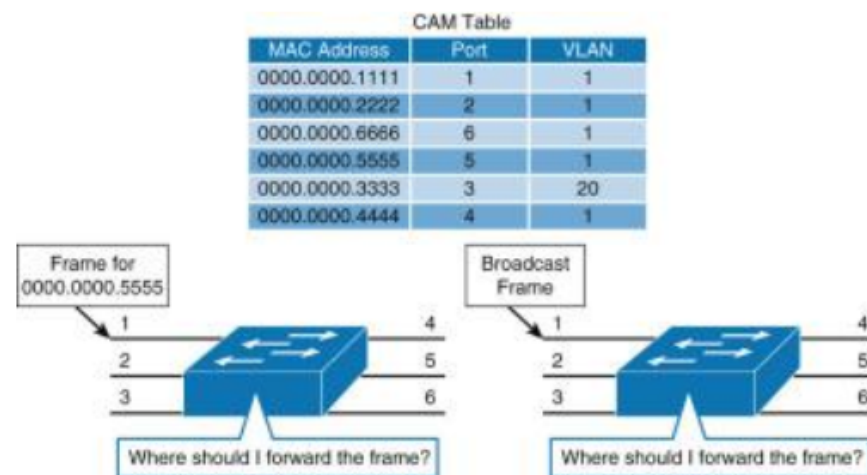 CAM Table
MAC Address Port VLAN
0000.0000.1111 1 1
0000.0000.2222 2 1
0000.0000.6666 6 1
0000.0000.5555 5 1
0000.0000.3333 3 20
0000.0000.4444 4 1
Frame for
0000.0000.5555
1 4
2 5
3 6
Where should I forward the frame?
Broadcast
Frame
1 4
2 5
3 6
Where should I forward the frame?